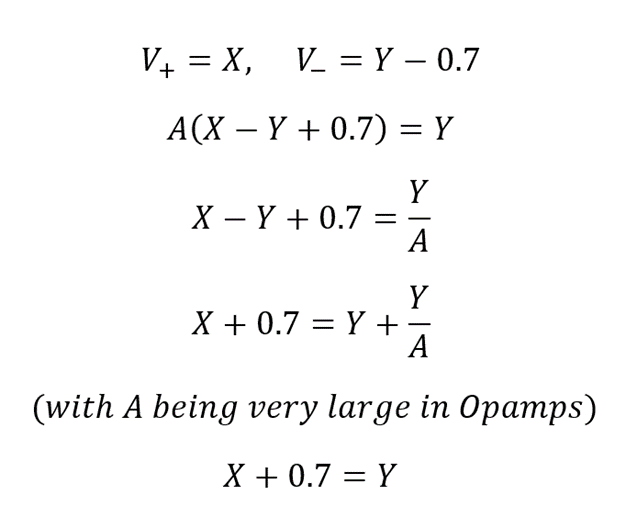 V₊ = X,    V₋ = Y − 0.7
A(X − Y + 0.7) = Y
X − Y + 0.7 = Y/A
X + 0.7 = Y + Y/A
(with A being very large in Opamps)
X + 0.7 = Y